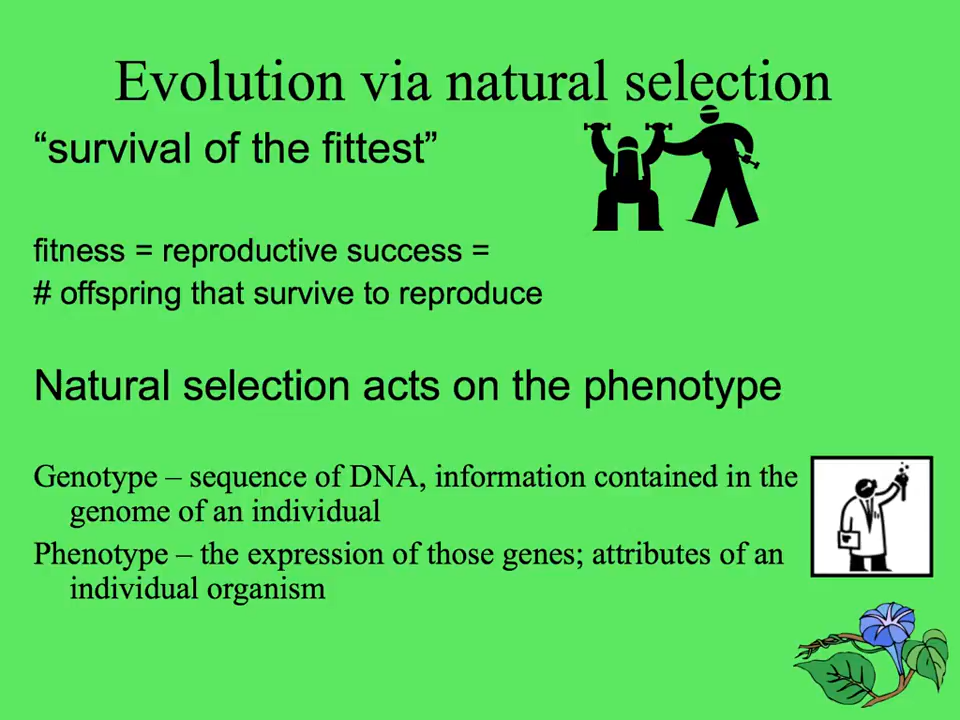 Evolution via natural selection
“survival of the fittest”
fitness = reproductive success =
# offspring that survive to reproduce
Natural selection acts on the phenotype
Genotype – sequence of DNA, information contained in the
genome of an individual
Phenotype – the expression of those genes; attributes of an
individual organism